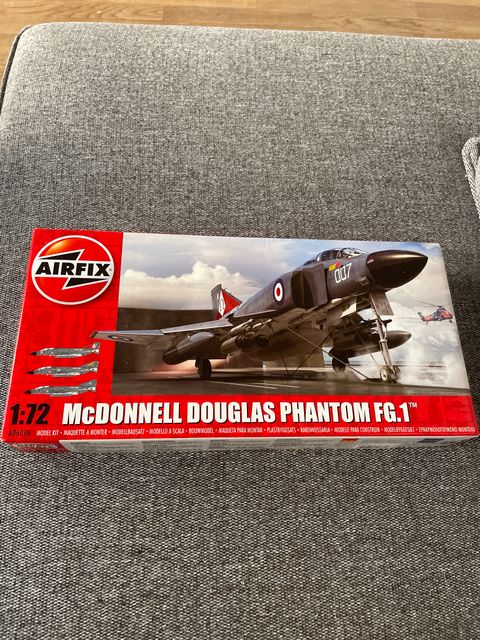 AIRFIX
007
1:72 McDONNELL DOUGLAS PHANTOM FG.1™
A06016 MODEL KIT • MAQUETTE A MONTER • MODELLBAUSATZ • MODELLO A SCALA • BOUWMODEL • MAQUETA PARA MONTAR • PLASTBYGGSATS • RAKENNUSSARJA • MODELO PARA CONSTRUIR • MODELBYGGESÆT